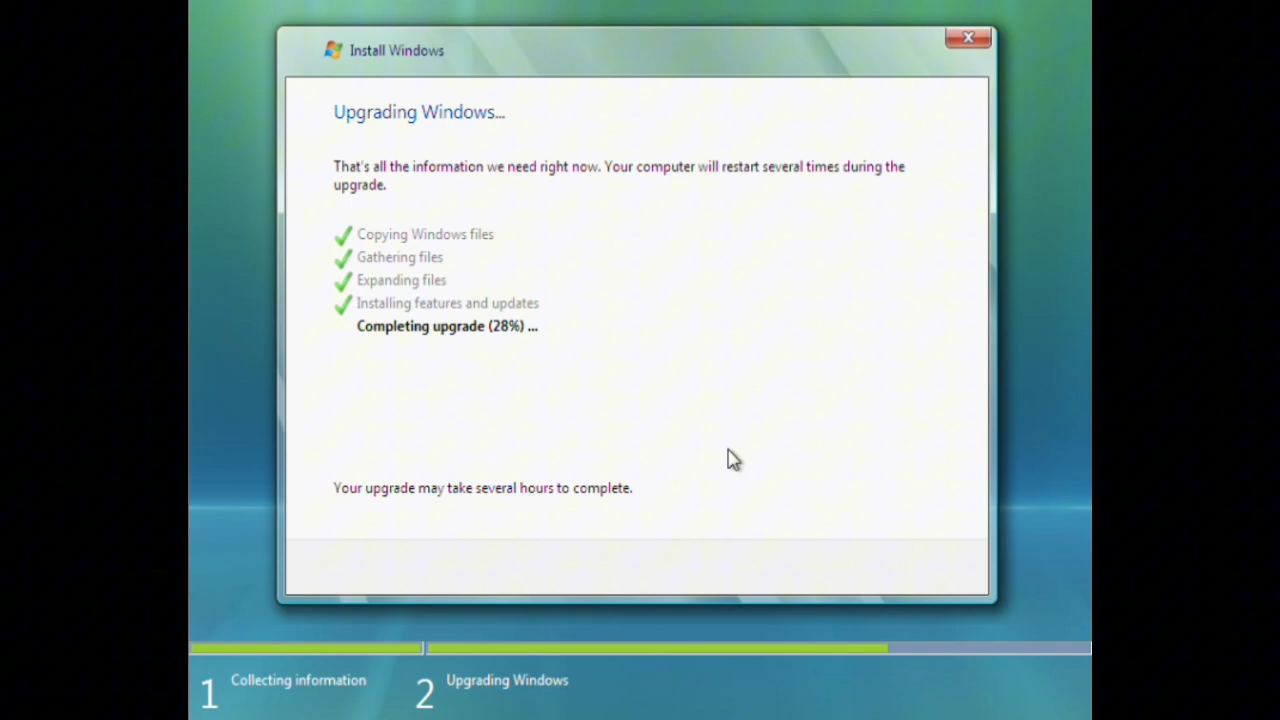 Install Windows
Upgrading Windows...
That's all the information we need right now. Your computer will restart several times during the
upgrade.
Copying Windows files
Gathering files
Expanding files
Installing features and updates
Completing upgrade (28%) ...
Your upgrade may take several hours to complete.
1 Collecting information
2 Upgrading Windows